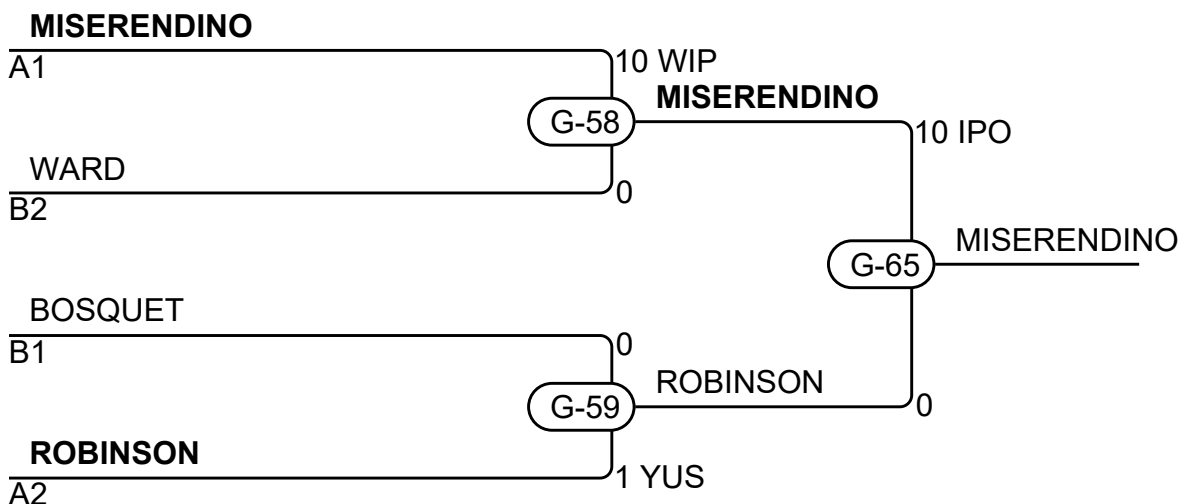 MISERENDINO
A1
10 WIP
MISERENDINO
G-58
10 IPO
WARD
B2
0
MISERENDINO
G-65
BOSQUET
B1
0
ROBINSON
G-59
0
ROBINSON
A2
1 YUS